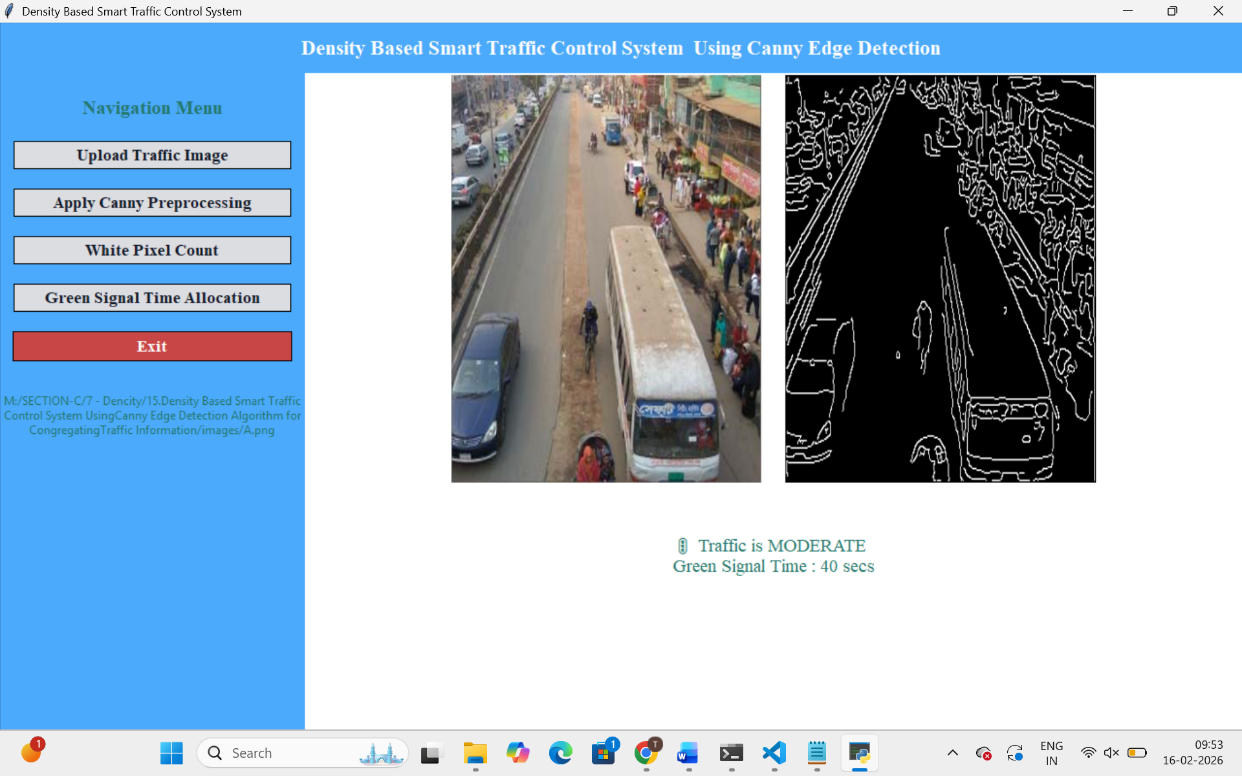 Density Based Smart Traffic Control System
Density Based Smart Traffic Control System  Using Canny Edge Detection
Navigation Menu
Upload Traffic Image
Apply Canny Preprocessing
White Pixel Count
Green Signal Time Allocation
Exit
M:/SECTION-C/7 - Dencity/15.Density Based Smart Traffic
Control System UsingCanny Edge Detection Algorithm for
CongregatingTraffic Information/images/A.png
Traffic is MODERATE
Green Signal Time : 40 secs
1
Search
1
T
ENG
IN
09:53
16-02-2026